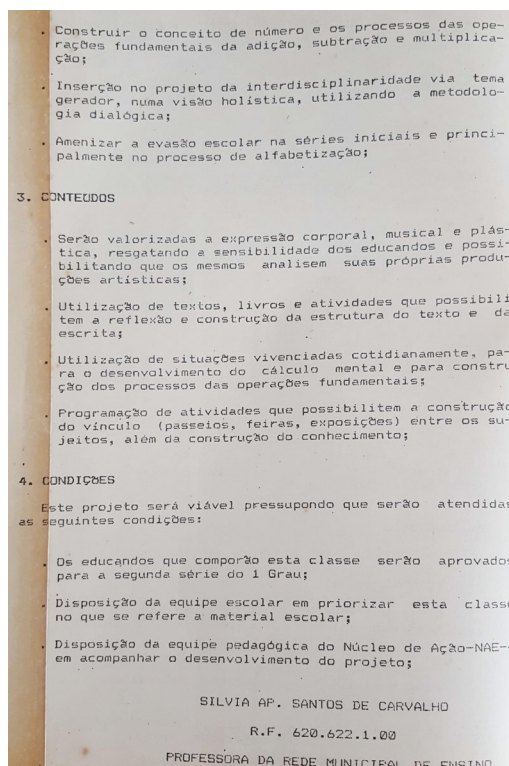 . Construir o conceito de número e os processos das ope-
rações fundamentais da adição, subtração e multiplica-
ção;
. Inserção no projeto da interdisciplinaridade via tema
gerador, numa visão holística, utilizando a metodolo-
gia dialógica;
. Amenizar a evasão escolar na séries iniciais e princi-
palmente no processo de alfabetização;
3. CONTEUDOS
. Serão valorizadas a expressão corporal, musical e plás-
tica, resgatando a sensibilidade dos educandos e possi-
bilitando que os mesmos analisem suas próprias produ-
ções artísticas;
. Utilização de textos, livros e atividades que possibili
tem a reflexão e construção da estrutura do texto e da
escrita;
. Utilização de situações vivenciadas cotidianamente, pa-
ra o desenvolvimento do cálculo mental e para constru
ção dos processos das operações fundamentais;
. Programação de atividades que possibilitem a construção
do vínculo (passeios, feiras, exposições) entre os su-
jeitos, além da construção do conhecimento;
4. CONDIÇÕES
Este projeto será viável pressupondo que serão atendidas
as seguintes condições:
. Os educandos que comporão esta classe serão aprovados
para a segunda série do 1 Grau;
. Disposição da equipe escolar em priorizar esta classe
no que se refere a material escolar;
. Disposição da equipe pedagógica do Núcleo de Ação-NAE-
em acompanhar o desenvolvimento do projeto;
SILVIA AP. SANTOS DE CARVALHO
R.F. 620.622.1.00
PROFESSORA DA REDE MUNICIPAL DE ENSINO